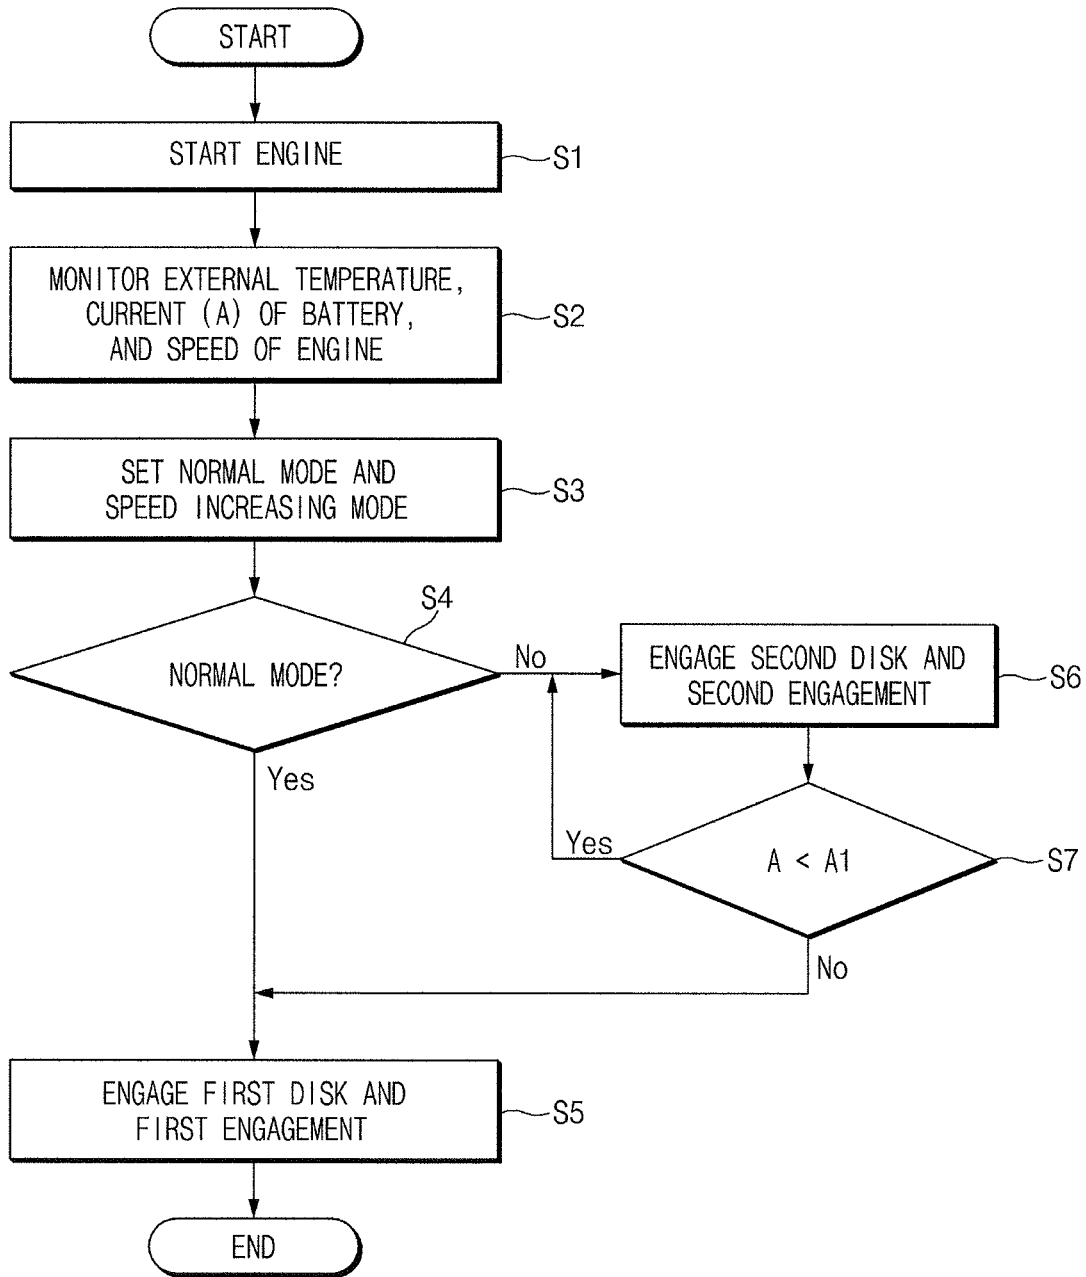 START
START ENGINE
S1
MONITOR EXTERNAL TEMPERATURE,
CURRENT (A) OF BATTERY,
AND SPEED OF ENGINE
S2
SET NORMAL MODE AND
SPEED INCREASING MODE
S3
S4
NORMAL MODE?
No
ENGAGE SECOND DISK AND
SECOND ENGAGEMENT
S6
Yes
Yes
A < A1
S7
No
ENGAGE FIRST DISK AND
FIRST ENGAGEMENT
S5
END